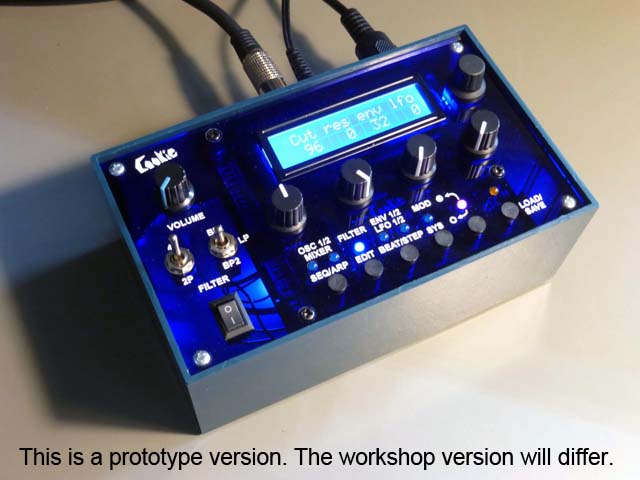 Cookie
Cut res env lfo
96 0 32 0
VOLUME
LP
BP2
2P
FILTER
O
I
OSC 1/2
MIXER
FILTER
ENV 1/2
LFO 1/2
MOD
SEQ/ARP
EDIT
BEAT/STEP
SYS
LOAD/
SAVE
This is a prototype version. The workshop version will differ.